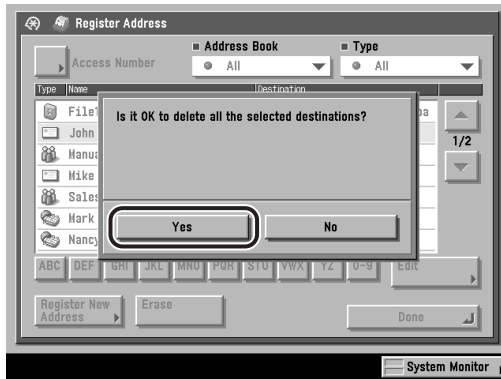 Register Address
Access Number
Address Book
All
Type
All
Type Name Destination
File
John
1/2
Manua
Mike
Sales
Mark
Nancy
Is it OK to delete all the selected destinations?
Yes No
ABC DEF GHI JKL MNO PQR STU VWX YZ 0-9 Edit
Register New
Address
Erase
Done
System Monitor